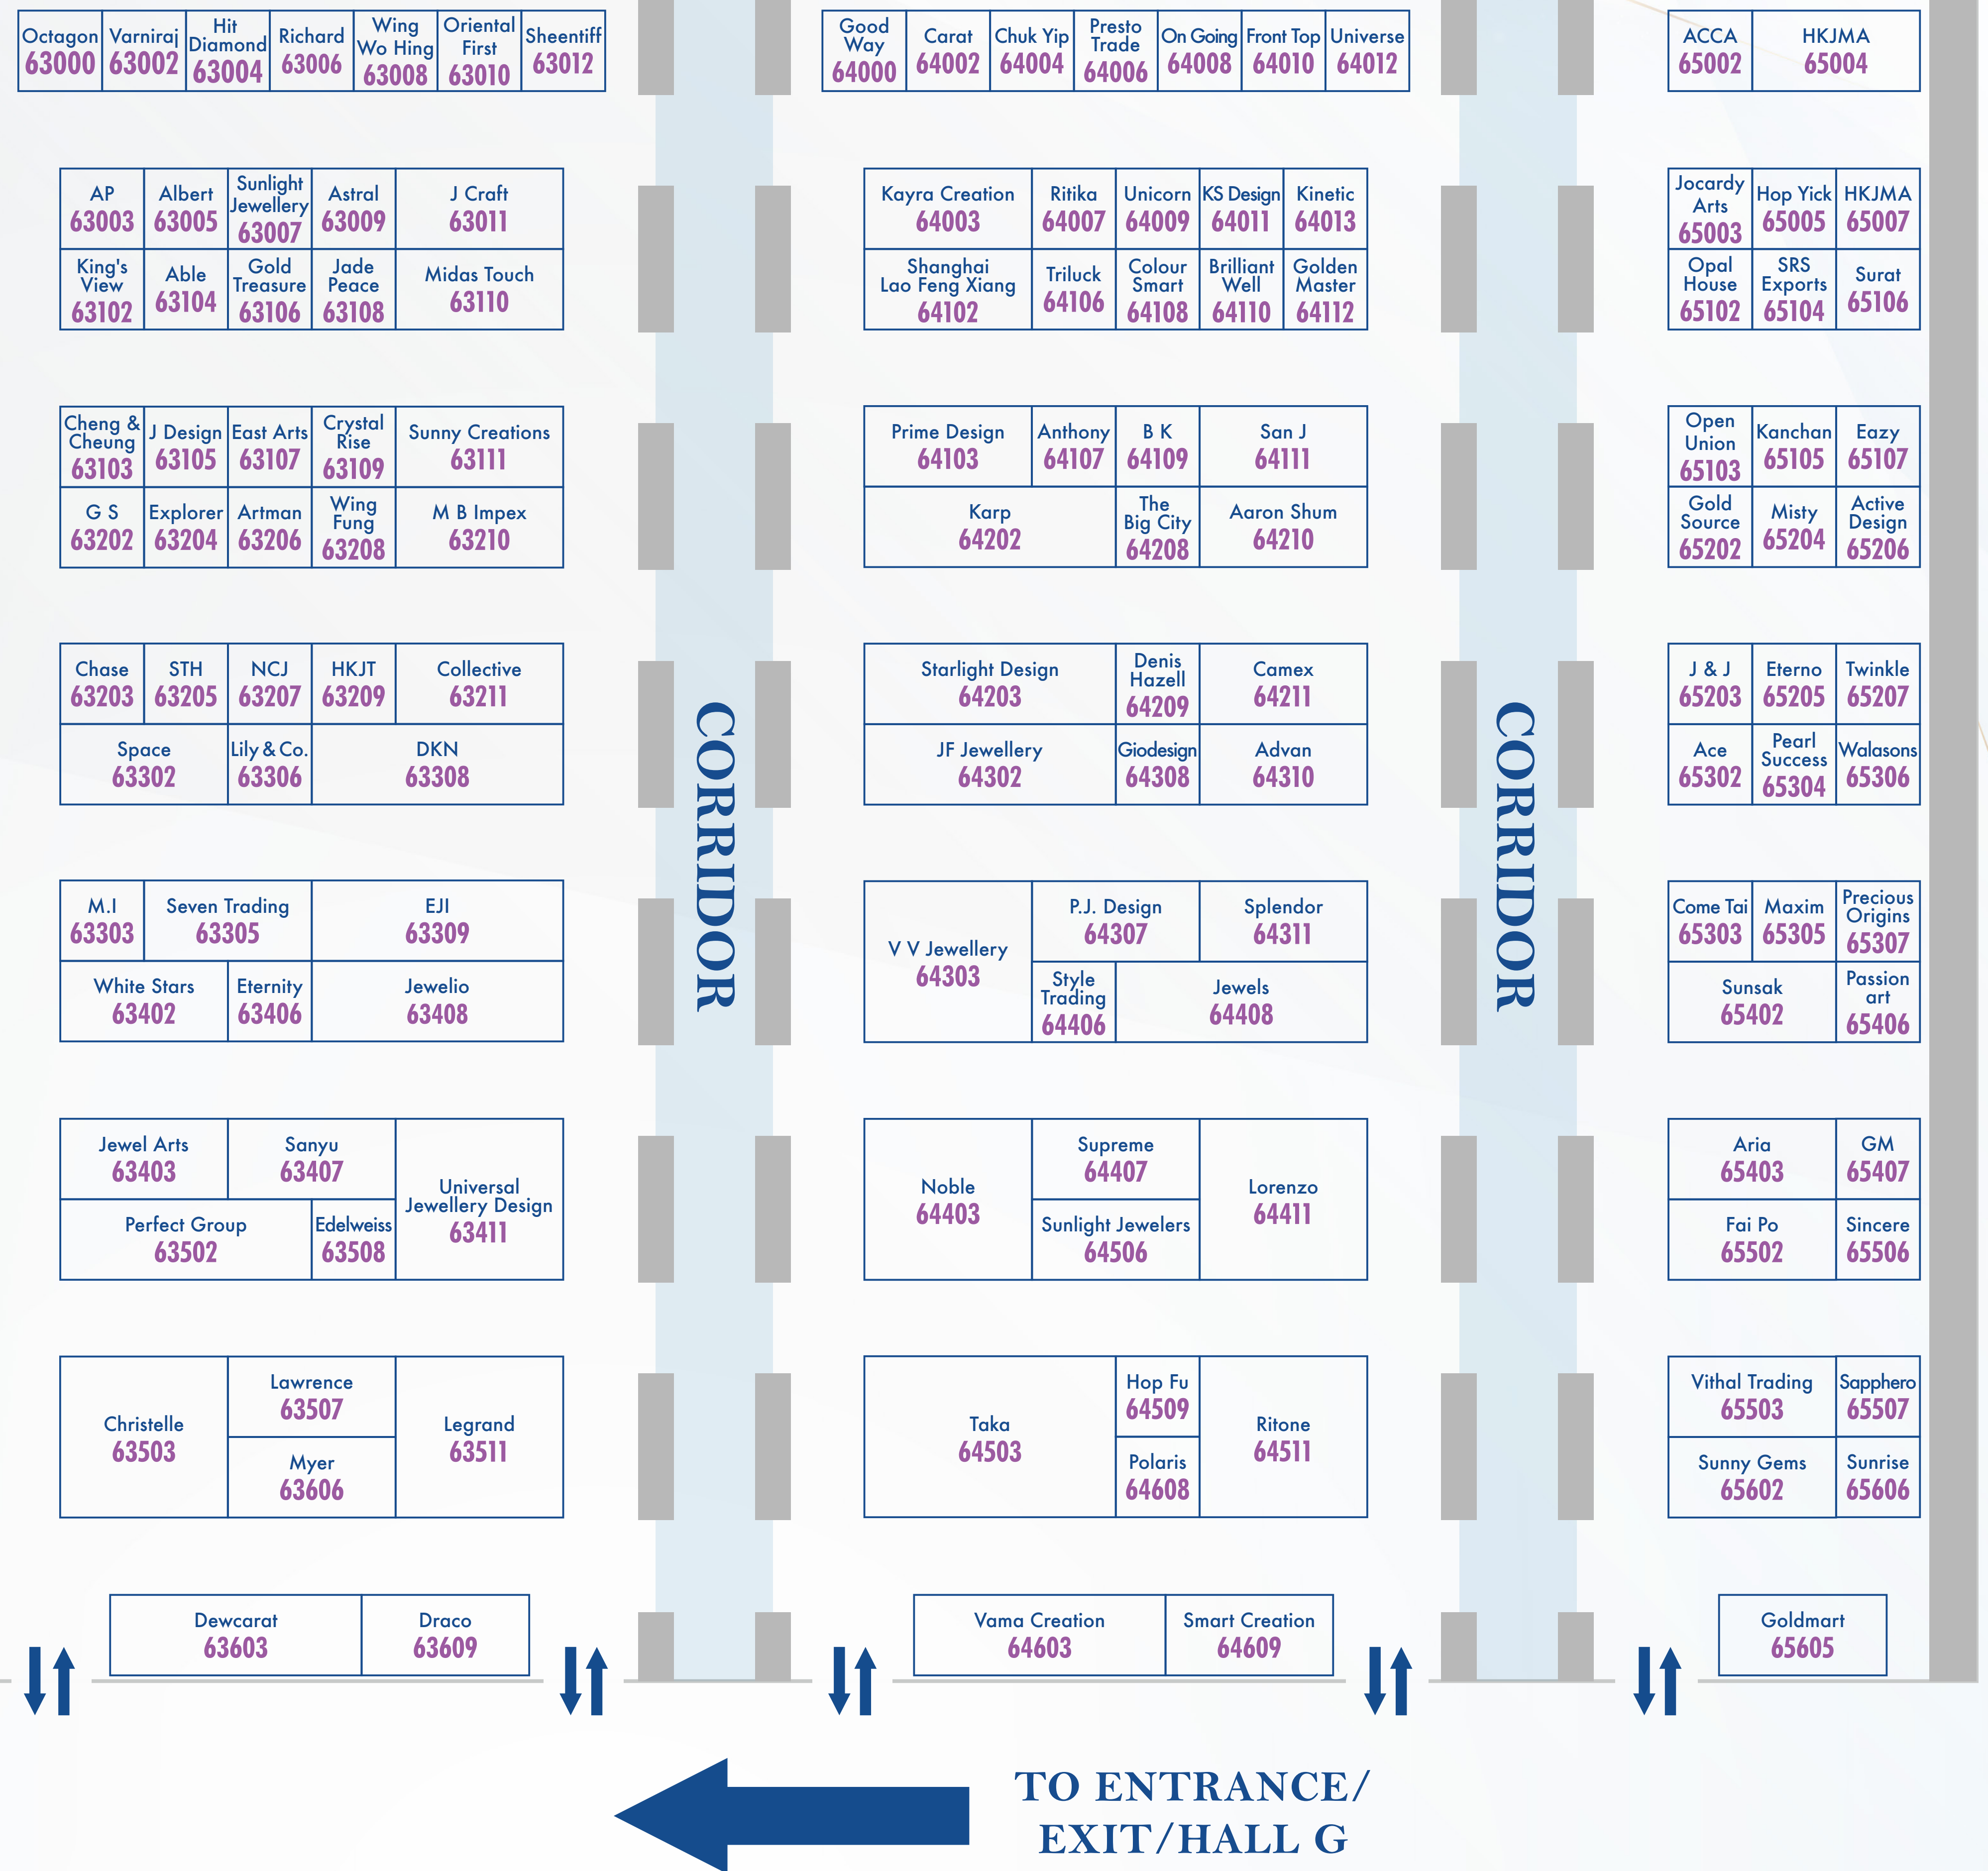 Octagon
63000
Varniraj
63002
Hit
Diamond
63004
Richard
63006
Wing
Wo Hing
63008
Oriental
First
63010
Sheentiff
63012
Good
Way
64000
Carat
64002
Chuk Yip
64004
Presto
Trade
64006
On Going
64008
Front Top
64010
Universe
64012
ACCA
65002
HKJMA
65004
AP
63003
Albert
63005
Sunlight
Jewellery
63007
Astral
63009
J Craft
63011
King's
View
63102
Able
63104
Gold
Treasure
63106
Jade
Peace
63108
Midas Touch
63110
Kayra Creation
64003
Ritika
64007
Unicorn
64009
KS Design
64011
Kinetic
64013
Shanghai
Lao Feng Xiang
64102
Triluck
64106
Colour
Smart
64108
Brilliant
Well
64110
Golden
Master
64112
Jocardy
Arts
65003
Hop Yick
65005
HKJMA
65007
Opal
House
65102
SRS
Exports
65104
Surat
65106
Cheng &
Cheung
63103
J Design
63105
East Arts
63107
Crystal
Rise
63109
Sunny Creations
63111
G S
63202
Explorer
63204
Artman
63206
Wing
Fung
63208
M B Impex
63210
Prime Design
64103
Anthony
64107
B K
64109
San J
64111
Karp
64202
The
Big City
64208
Aaron Shum
64210
Open
Union
65103
Kanchan
65105
Eazy
65107
Gold
Source
65202
Misty
65204
Active
Design
65206
Chase
63203
STH
63205
NCJ
63207
HKJT
63209
Collective
63211
Space
63302
Lily & Co.
63306
DKN
63308
CORRIDOR
Starlight Design
64203
Denis
Hazell
64209
Camex
64211
JF Jewellery
64302
Giodesign
64308
Advan
64310
CORRIDOR
J & J
65203
Eterno
65205
Twinkle
65207
Ace
65302
Pearl
Success
65304
Walasons
65306
M.I
63303
Seven Trading
63305
EJI
63309
White Stars
63402
Eternity
63406
Jewelio
63408
V V Jewellery
64303
P.J. Design
64307
Splendor
64311
Style
Trading
64406
Jewels
64408
Come Tai
65303
Maxim
65305
Precious
Origins
65307
Sunsak
65402
Passion
art
65406
Jewel Arts
63403
Sanyu
63407
Universal
Jewellery Design
63411
Perfect Group
63502
Edelweiss
63508
Noble
64403
Supreme
64407
Sunlight Jewelers
64506
Lorenzo
64411
Aria
65403
GM
65407
Fai Po
65502
Sincere
65506
Christelle
63503
Lawrence
63507
Myer
63606
Legrand
63511
Taka
64503
Hop Fu
64509
Polaris
64608
Ritone
64511
Vithal Trading
65503
Sapphero
65507
Sunny Gems
65602
Sunrise
65606
Dewcarat
63603
Draco
63609
Vama Creation
64603
Smart Creation
64609
Goldmart
65605
TO ENTRANCE/
EXIT/HALL G